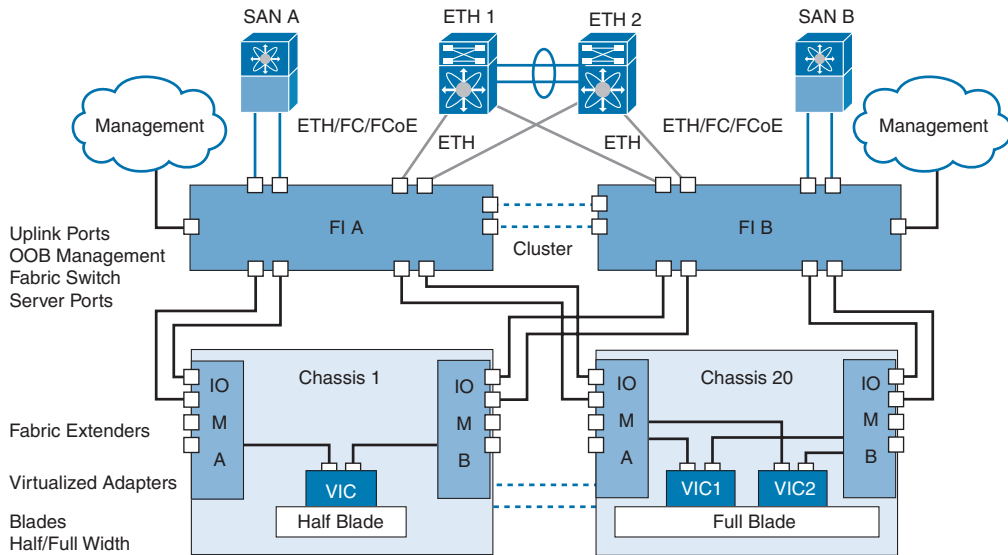 SAN A
ETH 1
ETH 2
SAN B
Management
ETH/FC/FCoE
ETH
ETH
ETH/FC/FCoE
Management
FI A
FI B
Cluster
Uplink Ports
OOB Management
Fabric Switch
Server Ports
Chassis 1
Chassis 20
IO
M
A
IO
M
B
IO
M
A
IO
M
B
Fabric Extenders
Virtualized Adapters
VIC
VIC1
VIC2
Half Blade
Full Blade
Blades
Half/Full Width